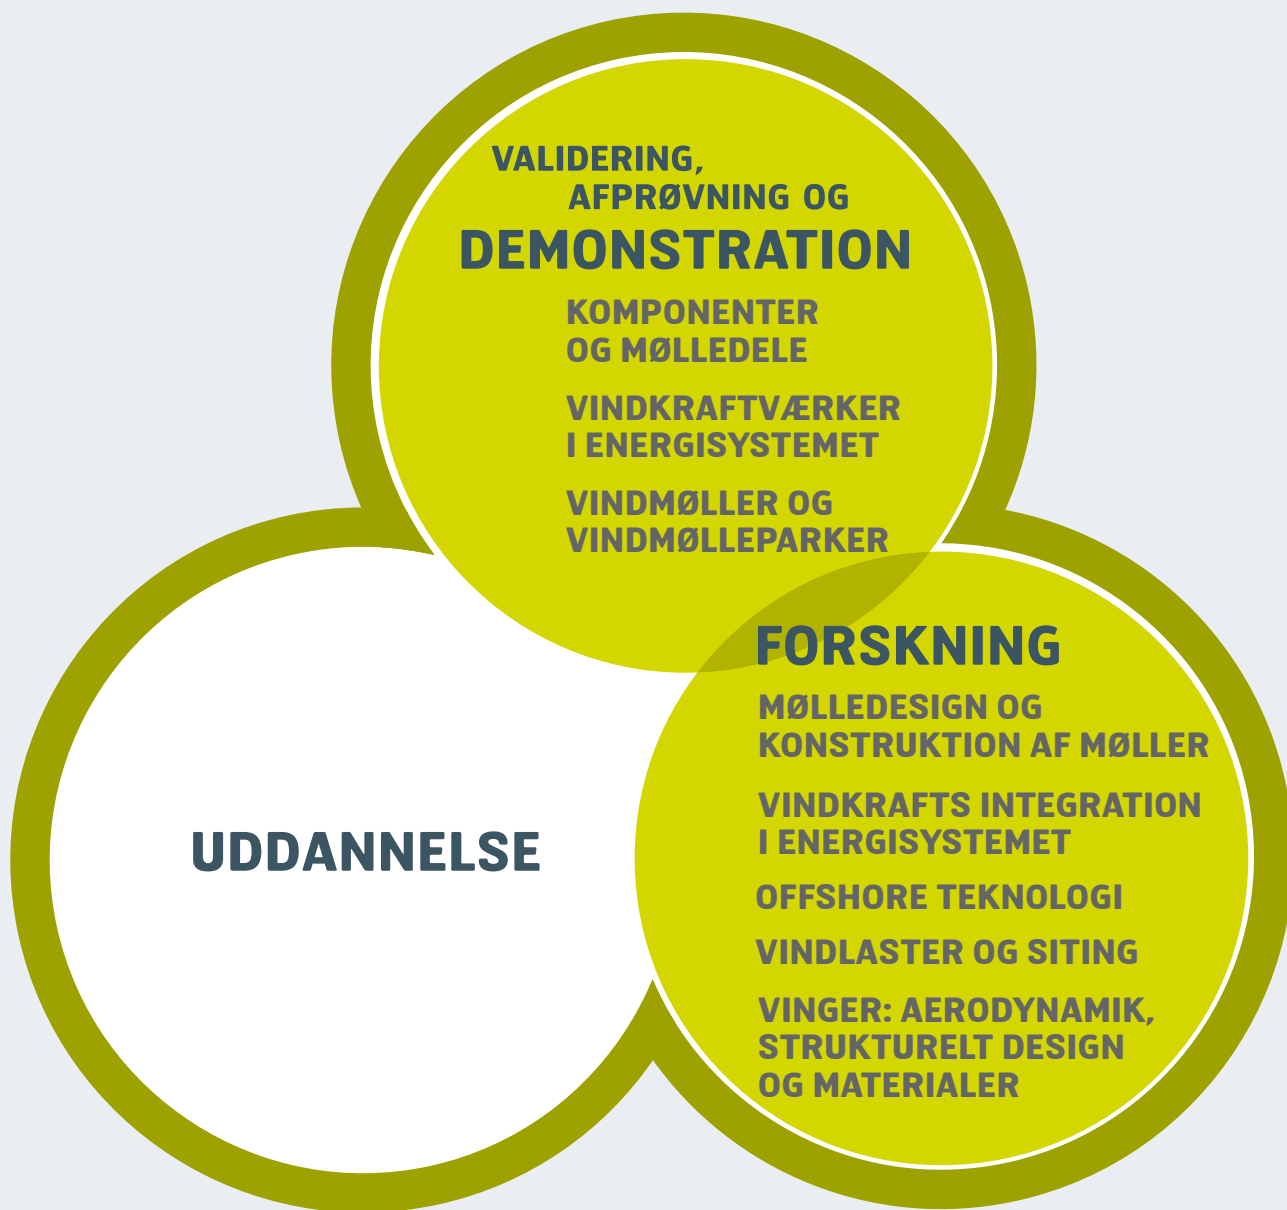 VALIDERING,
AFPRØVNING OG
DEMONSTRATION
KOMPONENTER
OG MØLLEDELE
VINDKRAFTVÆRKER
I ENERGISYSTEMET
VINDMØLLER OG
VINDMØLLEPARKER
UDDANNELSE
FORSKNING
MØLLEDESIGN OG
KONSTRUKTION AF MØLLER
VINDKRAFTS INTEGRATION
I ENERGISYSTEMET
OFFSHORE TEKNOLOGI
VINDLASTER OG SITING
VINGER: AERODYNAMIK,
STRUKTURELT DESIGN
OG MATERIALER